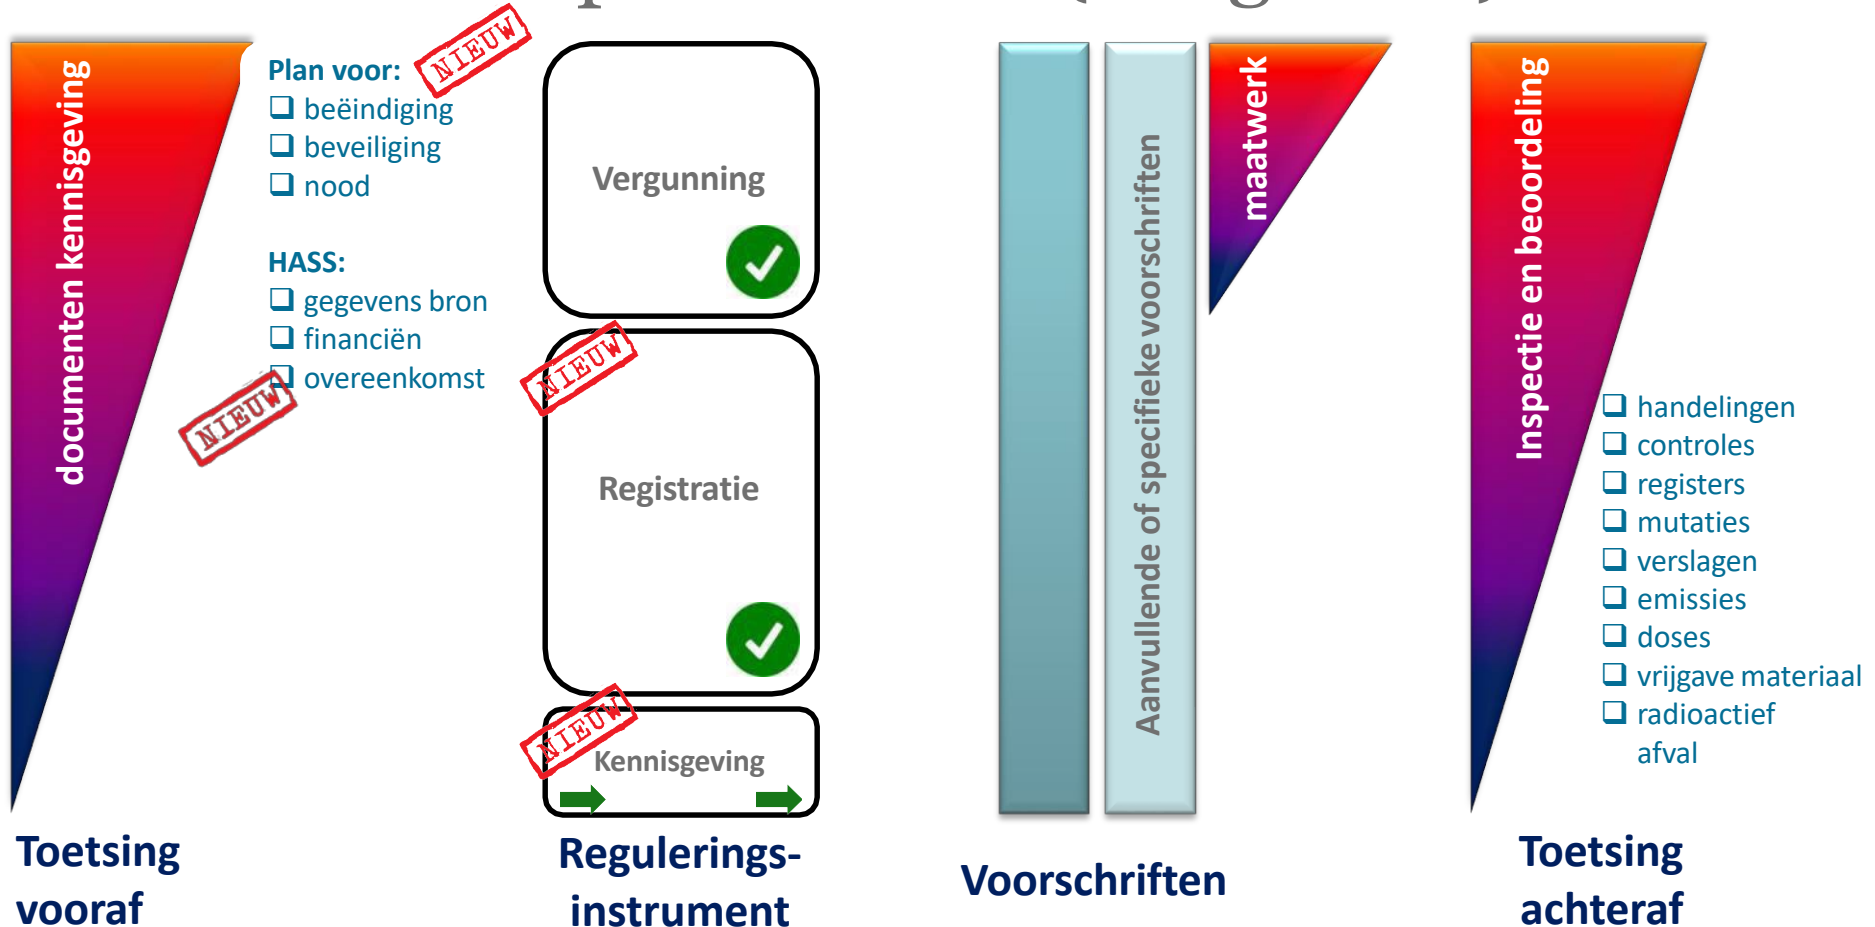 documenten kennisgeving
Plan voor:
NIEUW
beëindiging
beveiliging
nood
HASS:
gegevens bron
financiën
overeenkomst
NIEUW
Toetsing
vooraf
Vergunning
NIEUW
Registratie
NIEUW
Kennisgeving
Regulerings-
instrument
Aanvullende of specifieke voorschriften
maatwerk
Voorschriften
Inspectie en beoordeling
handelingen
controles
registers
mutaties
verslagen
emissies
doses
vrijgave materiaal
radioactief
afval
Toetsing
achteraf